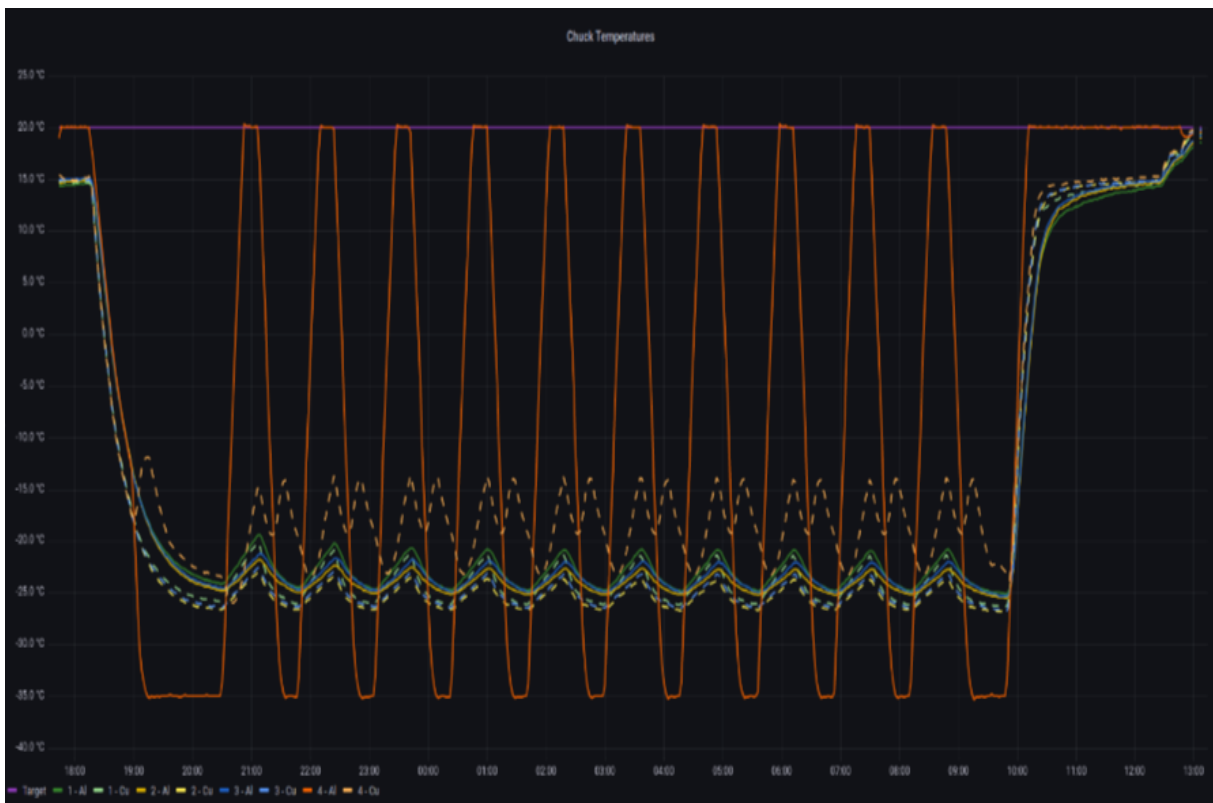 Chuck Temperatures
25.0 °C
20.0 °C
15.0 °C
10.0 °C
5.0 °C
0.0 °C
-5.0 °C
-10.0 °C
-15.0 °C
-20.0 °C
-25.0 °C
-30.0 °C
-35.0 °C
-40.0 °C
18:00 19:00 20:00 21:00 22:00 23:00 00:00 01:00 02:00 03:00 04:00 05:00 06:00 07:00 08:00 09:00 10:00 11:00 12:00 13:00
Target 1 - Al 1 - Cu 2 - Al 2 - Cu 3 - Al 3 - Cu 4 - Al 4 - Cu